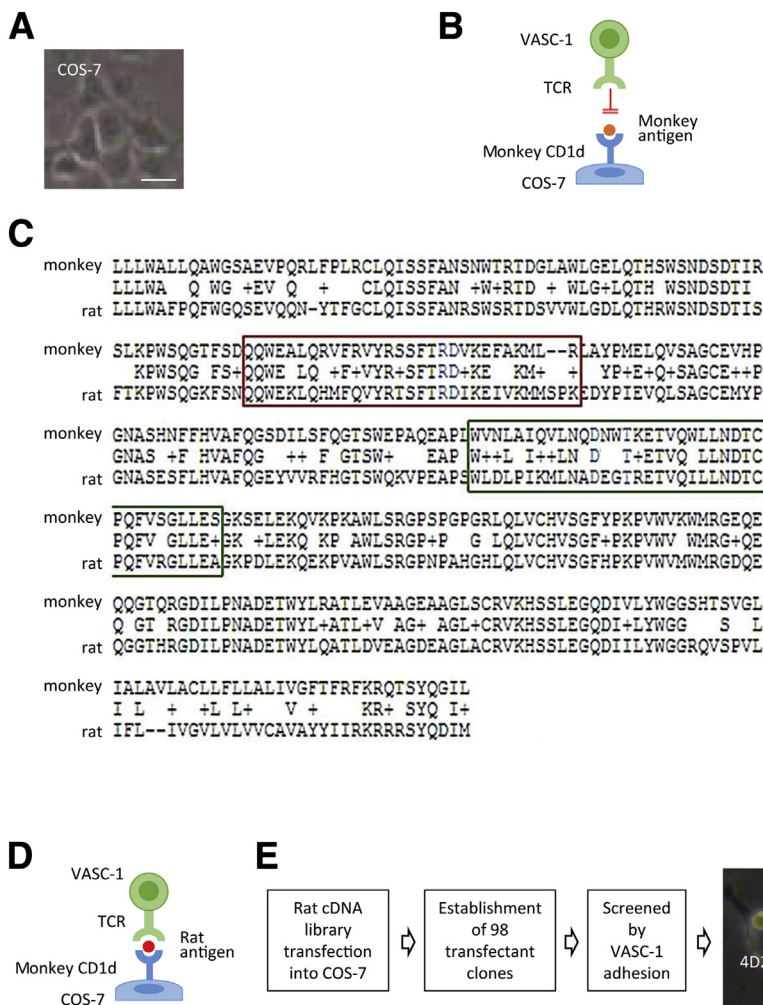 A
COS-7
B
VASC-1
TCR
Monkey
antigen
Monkey CD1d
COS-7
C
monkey LLLWALLQAWGSAEVPQRLFPLRCLQISSFANSNWTRTDGLAWLGELQTHSWSNDSDTIR
LLLWA Q WG +EV Q + CLQISSFAN+ W+RTD + WLG+LQTH WSNDSDTI
rat LLLWAFPQFWGQSEVQQN-YTFGCLQISSFANRSWSRTDSVVWLGDLQTHRWSNDSDTIS
monkey SLKPWSQGTFSDQQWEALQRVFRVYRSSFTRDVKEFAKML--RLAYPMELQVSAGCEVHP
KPWSQG FS+QQWE LQ +F+VYR+SFTRD+KE KM+ + YP+E+Q+SAGCE++P
rat FTKPWSQGKFSNQQWEKLQHMFQVYRTSFTRDIKEIVKMMSPKEDYPIEVQLSAGCEMYP
monkey GNASHNFFHVAFQGSDILSFQGTSWEPAQEAPLWVNLAIQVLNQDNWTKETVQWLLNDTC
GNAS +F HVAFQG ++ F GTSW+ EAP W++L I++LN D T+ETVQ LLNDTC
rat GNASESFLHVAFQGEYVVRFHGTSWQKVPEAPSWLDLPIKMLNADEGTRETVQILLNDTC
monkey PQFVSGLLESGKSELEKQVKPKAWLSRGPSPGPGRLQLVCHVSGFYPKPVWVKWMRGEQE
PQFV GLLE+GK +LEKQ KP AWLSRGP+P G LQLVCHVSGF+PKPVWV WMRG+QE
rat PQFVRGLLEAGKPDLEKQEKPVAWLSRGPNPAHGHLQLVCHVSGFHPKPVWVMWMRGDQE
monkey QQGTQRGDILPNADETWYLRATLEVAAGEAAGLSCRVKHSSLEGQDIVLYWGGSHTSVGL
Q GT RGDILPNADETWYL+ATL+V AG+ AGL+CRVKHSSLEGQDI+LYWGG S L
rat QGGTHRGDILPNADETWYLQATLDVEAGDEAGLACRVKHSSLEGQDIILYWGGRQVSPVL
monkey IALAVLACLLFLLALIVGFTFRFKRQTSYQGIL
I L + +L L+ V + KR+ SYQ I+
rat IFL--IVGVLVLVVCAVAYYIIRKRRRSYQDIM
D
VASC-1
TCR
Rat
antigen
Monkey CD1d
COS-7
E
Rat cDNA
library
transfection
into COS-7
Establishment
of 98
transfectant
clones
Screened
by
VASC-1
adhesion